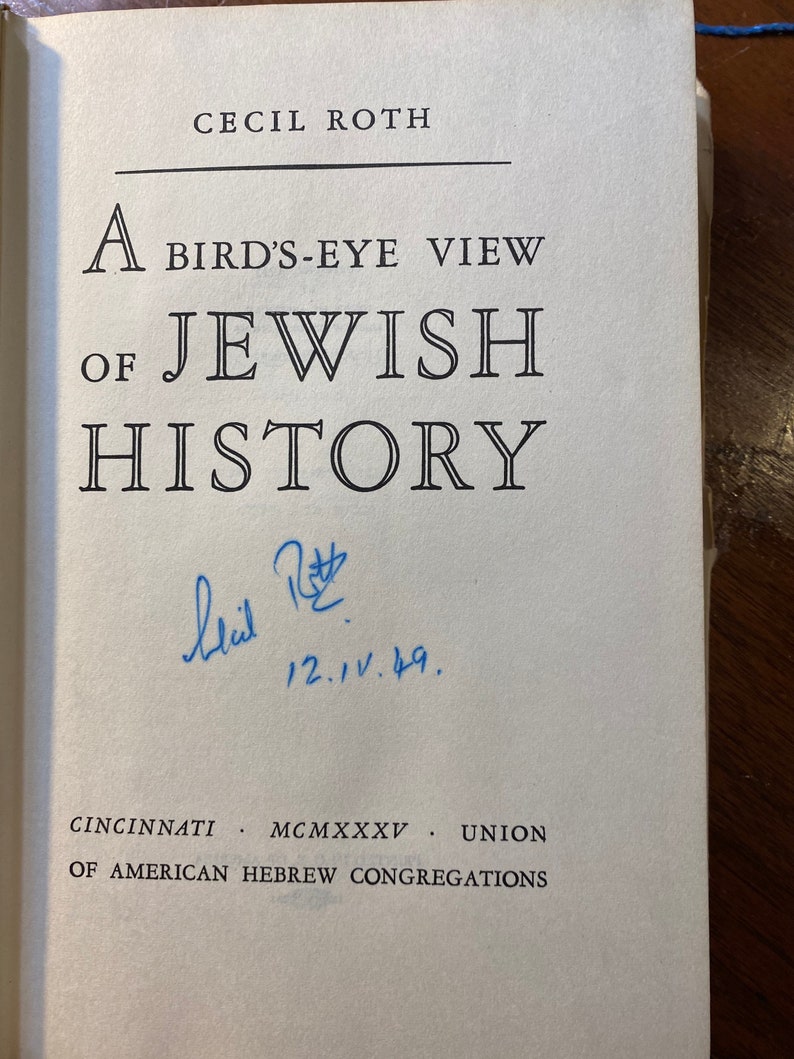 CECIL ROTH
A BIRD'S-EYE VIEW
OF JEWISH
HISTORY
Cecil Roth
12.IV.49.
CINCINNATI · MCMXXXV · UNION
OF AMERICAN HEBREW CONGREGATIONS